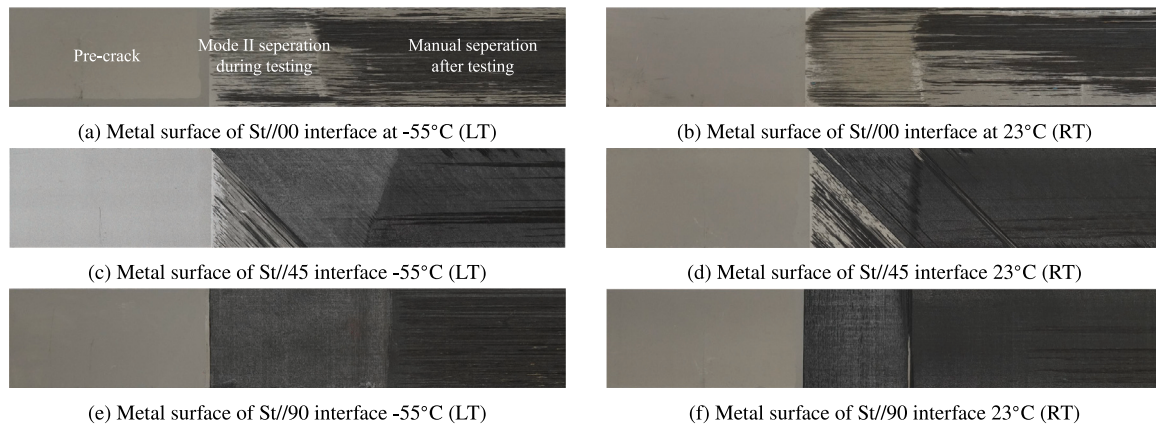 Pre-crack
Mode II seperation
during testing
Manual seperation
after testing
(a) Metal surface of St//00 interface at -55°C (LT)
(b) Metal surface of St//00 interface at 23°C (RT)
(c) Metal surface of St//45 interface -55°C (LT)
(d) Metal surface of St//45 interface 23°C (RT)
(e) Metal surface of St//90 interface -55°C (LT)
(f) Metal surface of St//90 interface 23°C (RT)